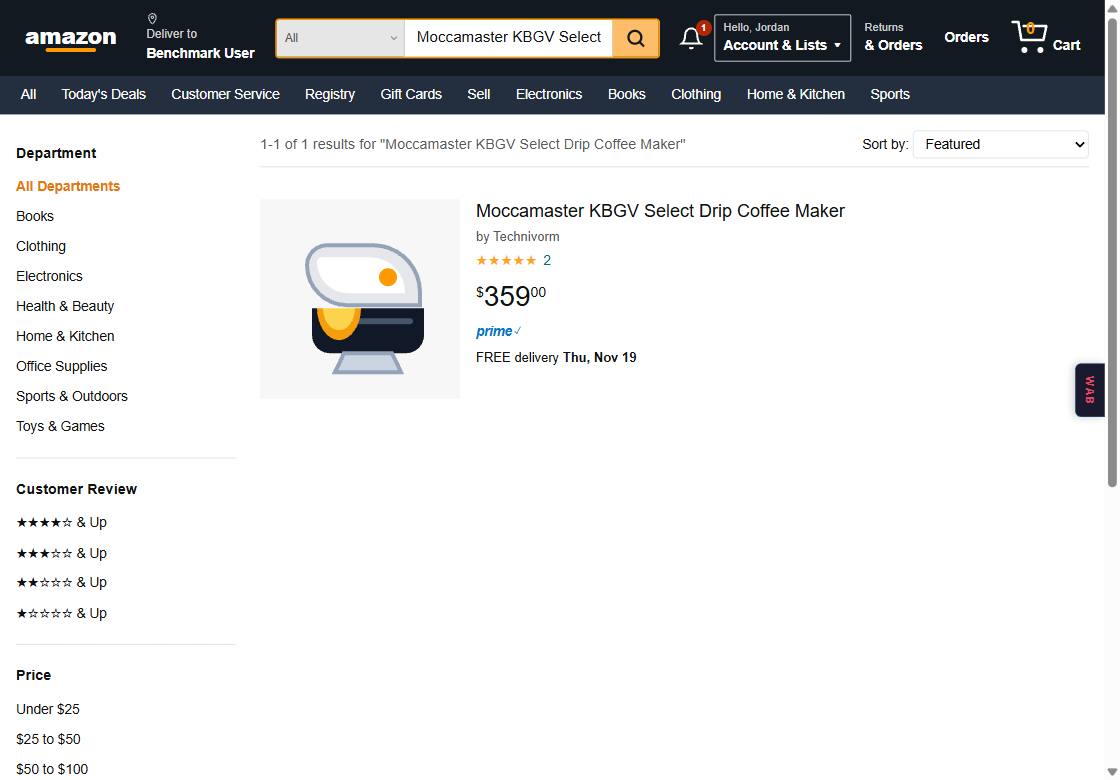 amazon
Deliver to
Benchmark User
All
Moccamaster KBGV Select
1
Hello, Jordan
Account & Lists
Returns
& Orders
Orders
0
Cart
All
Today's Deals
Customer Service
Registry
Gift Cards
Sell
Electronics
Books
Clothing
Home & Kitchen
Sports
1-1 of 1 results for "Moccamaster KBGV Select Drip Coffee Maker"
Sort by:
Featured
Department
All Departments
Books
Clothing
Electronics
Health & Beauty
Home & Kitchen
Office Supplies
Sports & Outdoors
Toys & Games
Customer Review
★★★★☆ & Up
★★★☆☆ & Up
★★☆☆☆ & Up
★☆☆☆☆ & Up
Price
Under $25
$25 to $50
$50 to $100
Moccamaster KBGV Select Drip Coffee Maker
by Technivorm
★★★★★ 2
$35900
prime✓
FREE delivery Thu, Nov 19
WAB